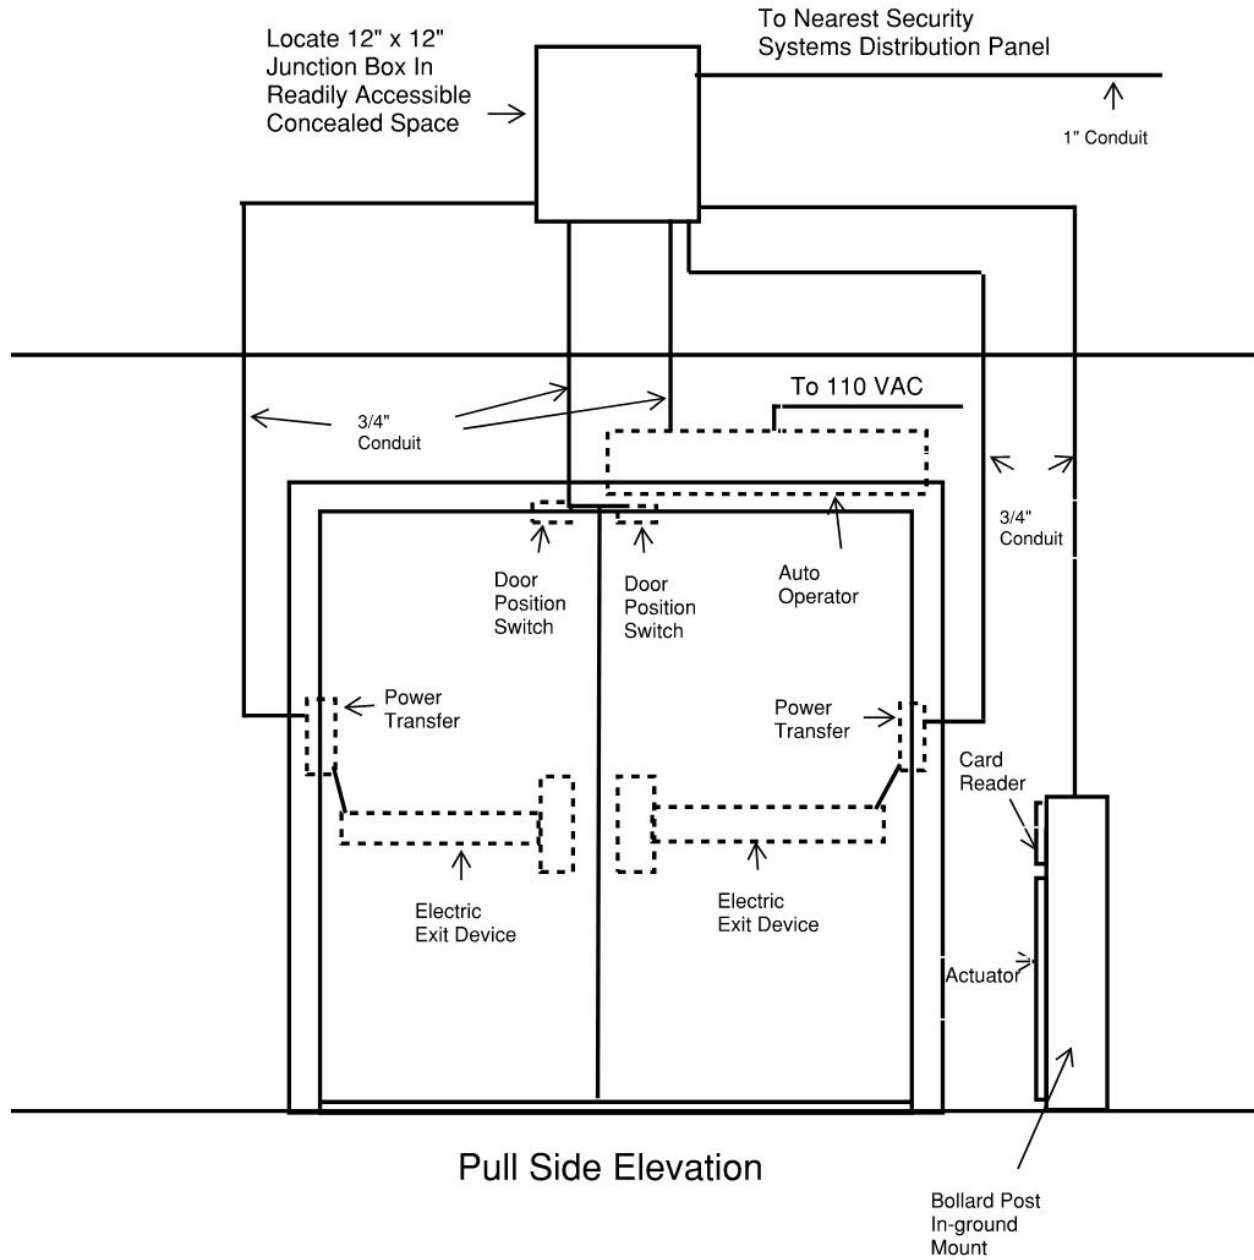 To Nearest Security
Systems Distribution Panel
Locate 12" x 12"
Junction Box In
Readily Accessible
Concealed Space
1" Conduit
To 110 VAC
3/4"
Conduit
3/4"
Conduit
Door
Position
Switch
Door
Position
Switch
Auto
Operator
Power
Transfer
Power
Transfer
Card
Reader
Electric
Exit Device
Electric
Exit Device
Actuator
Pull Side Elevation
Bollard Post
In-ground
Mount